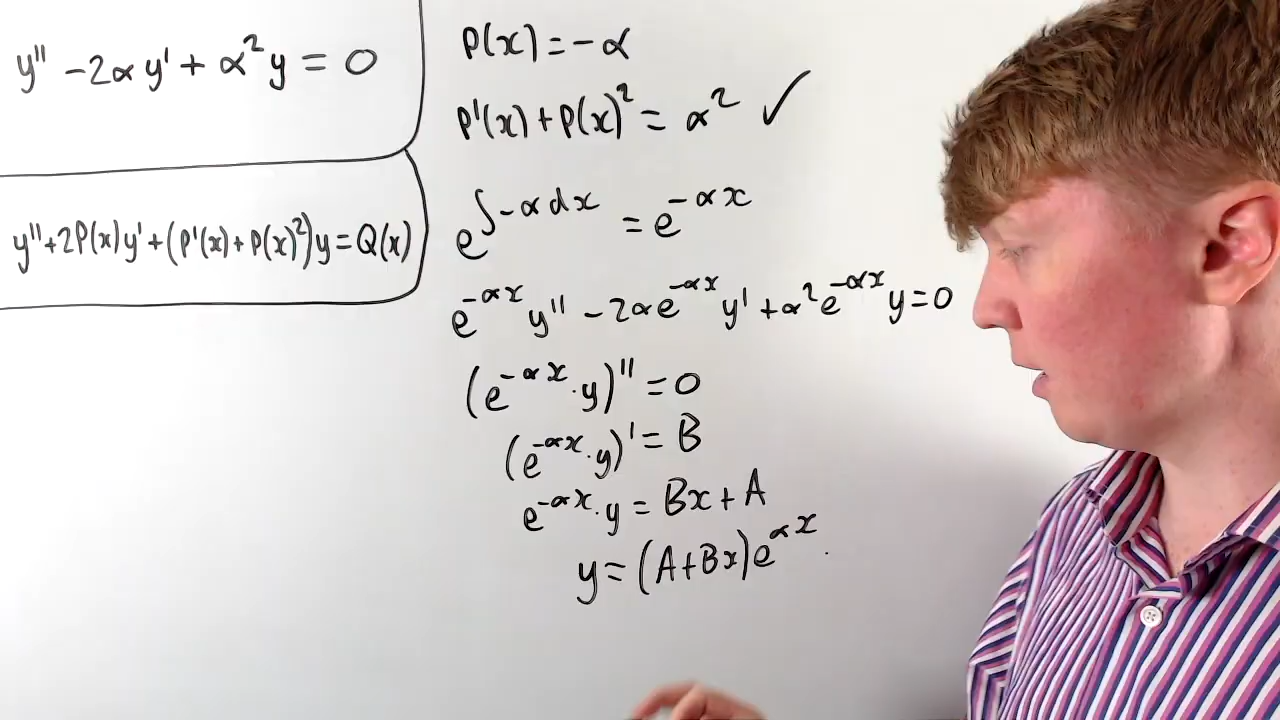 y'' - 2αy' + α²y = 0
y'' + 2P(x)y' + (P'(x) + P(x)²)y = Q(x)
P(x) = -α
P'(x) + P(x)² = α² ✓
e^∫-αdx = e^-αx
e^-αx y'' - 2αe^-αx y' + α²e^-αx y = 0
(e^-αx · y)'' = 0
(e^-αx · y)' = B
e^-αx · y = Bx + A
y = (A+Bx)e^αx.